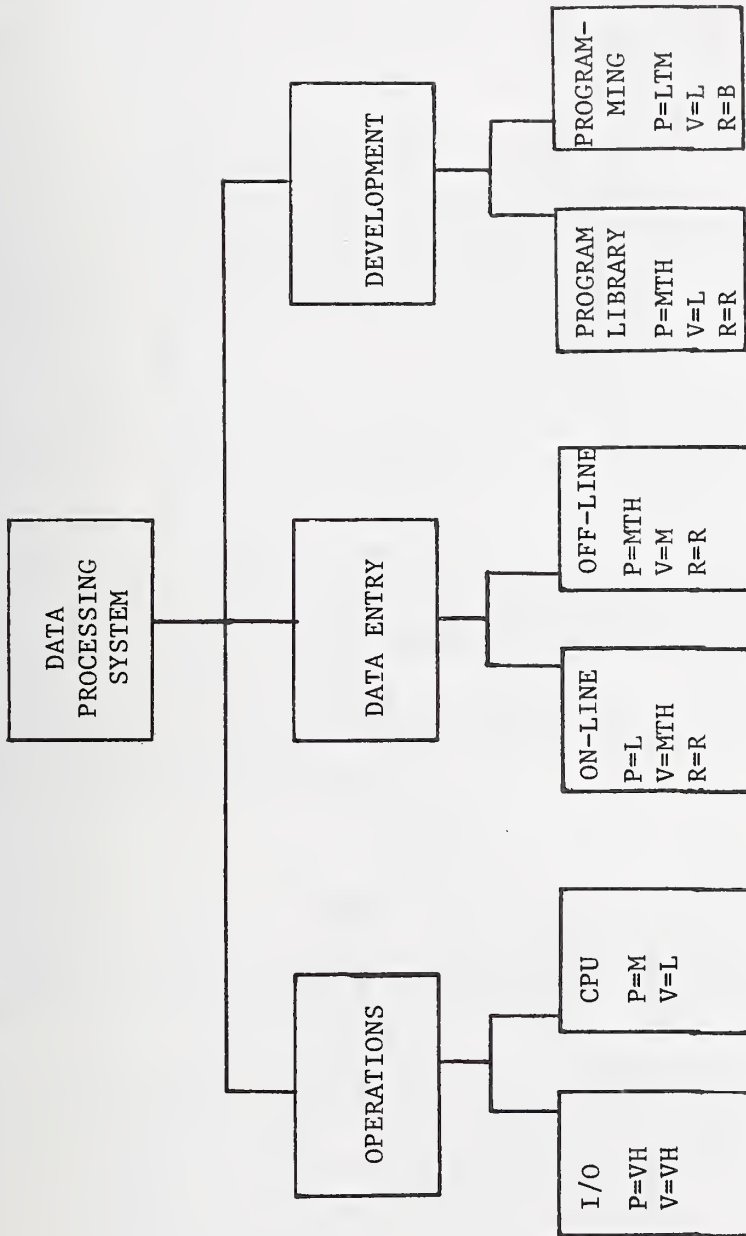 DATA
PROCESSING
SYSTEM
OPERATIONS
DATA ENTRY
DEVELOPMENT
I/O
P=VH
V=VH
CPU
P=M
V=L
ON-LINE
P=L
V=MTH
R=R
OFF-LINE
P=MTH
V=M
R=R
PROGRAM
LIBRARY
P=MTH
V=L
R=R
PROGRAM-
MING
P=LTM
V=L
R=B